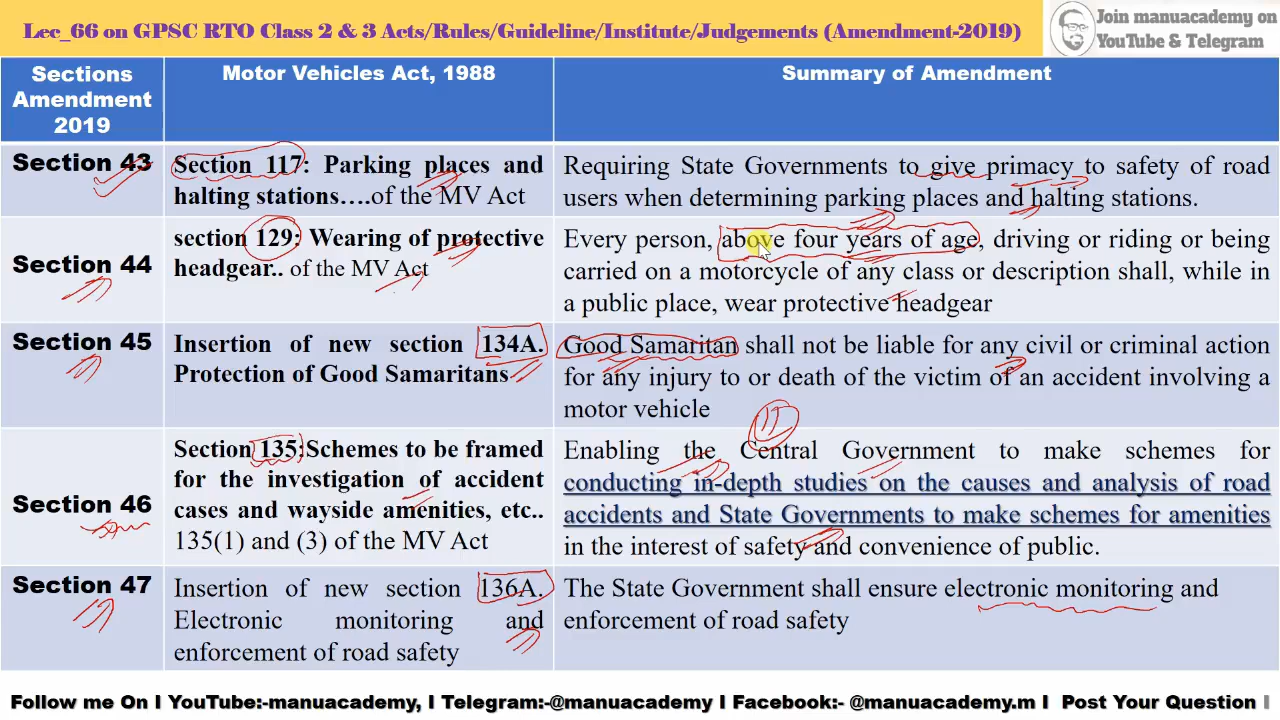 Lec_66 on GPSC RTO Class 2 & 3 Acts/Rules/Guideline/Institute/Judgements (Amendment-2019)
Join manuacademy on
YouTube & Telegram
Sections
Amendment
2019
Motor Vehicles Act, 1988
Summary of Amendment
Section 43
Section 117: Parking places and
halting stations….of the MV Act
Requiring State Governments to give primacy to safety of road
users when determining parking places and halting stations.
Section 44
section 129: Wearing of protective
headgear.. of the MV Act
Every person, above four years of age, driving or riding or being
carried on a motorcycle of any class or description shall, while in
a public place, wear protective headgear
Section 45
Insertion of new section 134A.
Protection of Good Samaritans
Good Samaritan shall not be liable for any civil or criminal action
for any injury to or death of the victim of an accident involving a
motor vehicle
Section 46
Section 135:Schemes to be framed
for the investigation of accident
cases and wayside amenities, etc..
135(1) and (3) of the MV Act
Enabling the Central Government to make schemes for
conducting in-depth studies on the causes and analysis of road
accidents and State Governments to make schemes for amenities
in the interest of safety and convenience of public.
Section 47
Insertion of new section 136A.
Electronic monitoring and
enforcement of road safety
The State Government shall ensure electronic monitoring and
enforcement of road safety
Follow me On I YouTube:-manuacademy, I Telegram:-@manuacademy I Facebook:- @manuacademy.m I Post Your Question I